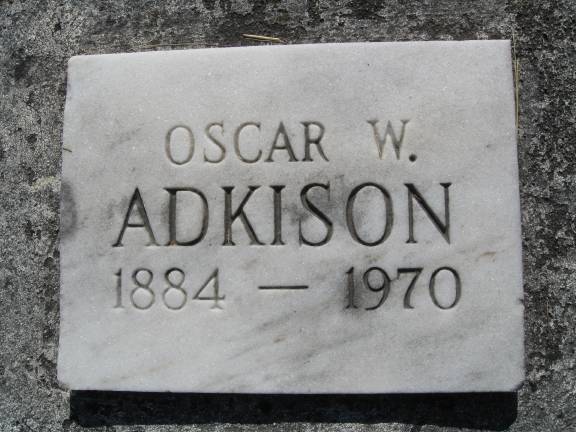 OSCAR W.
ADKISON
1884 — 1970